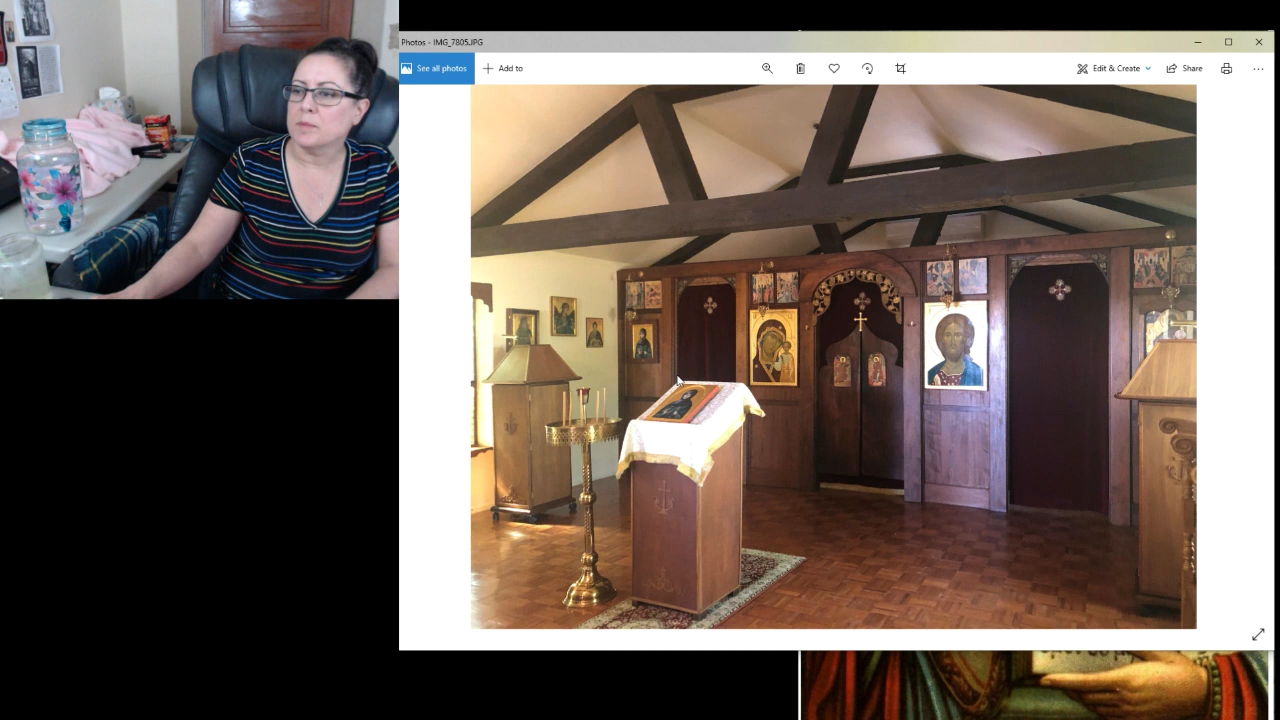 Photos - IMG_7805.JPG
See all photos
Add to
Edit & Create
Share